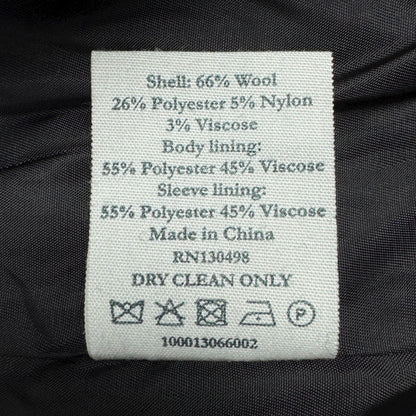 Shell: 66% Wool
26% Polyester 5% Nylon
3% Viscose
Body lining:
55% Polyester 45% Viscose
Sleeve lining:
55% Polyester 45% Viscose
Made in China
RN130498
DRY CLEAN ONLY
P
100013066002